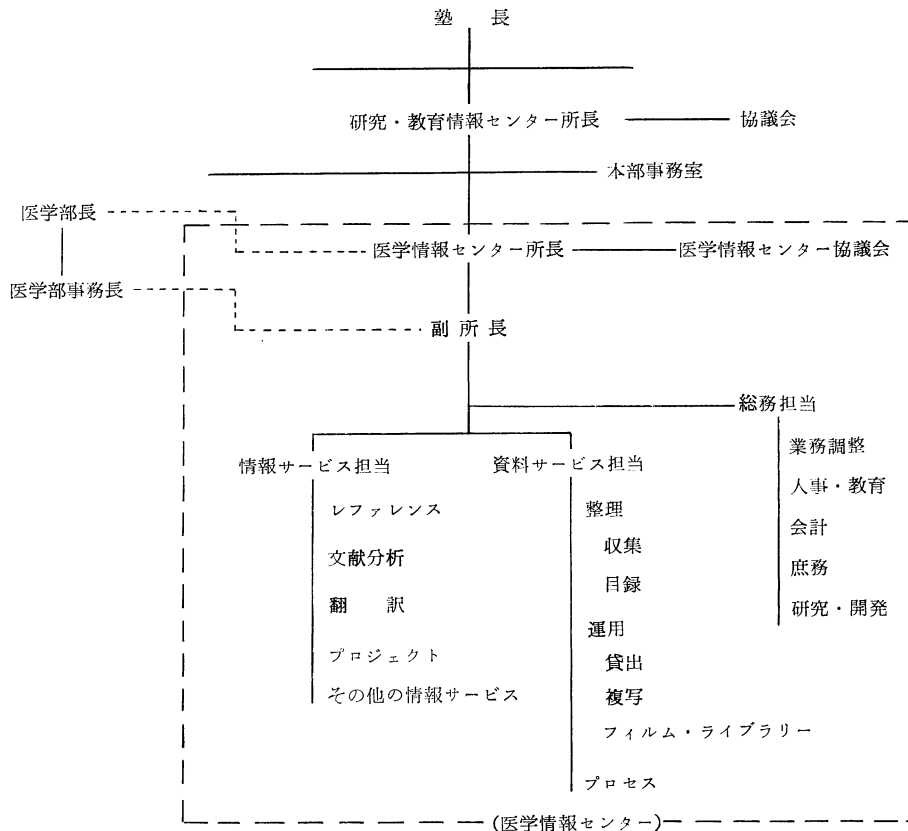 塾　長
研究・教育情報センター所長　協議会
本部事務室
医学部長
医学情報センター所長　医学情報センター協議会
医学部事務長
副所長
総務担当
業務調整
人事・教育
会計
庶務
研究・開発
情報サービス担当
レファレンス
文献分析
翻　訳
プロジェクト
その他の情報サービス
資料サービス担当
整理
収集
目録
運用
貸出
複写
フィルム・ライブラリー
プロセス
(医学情報センター)